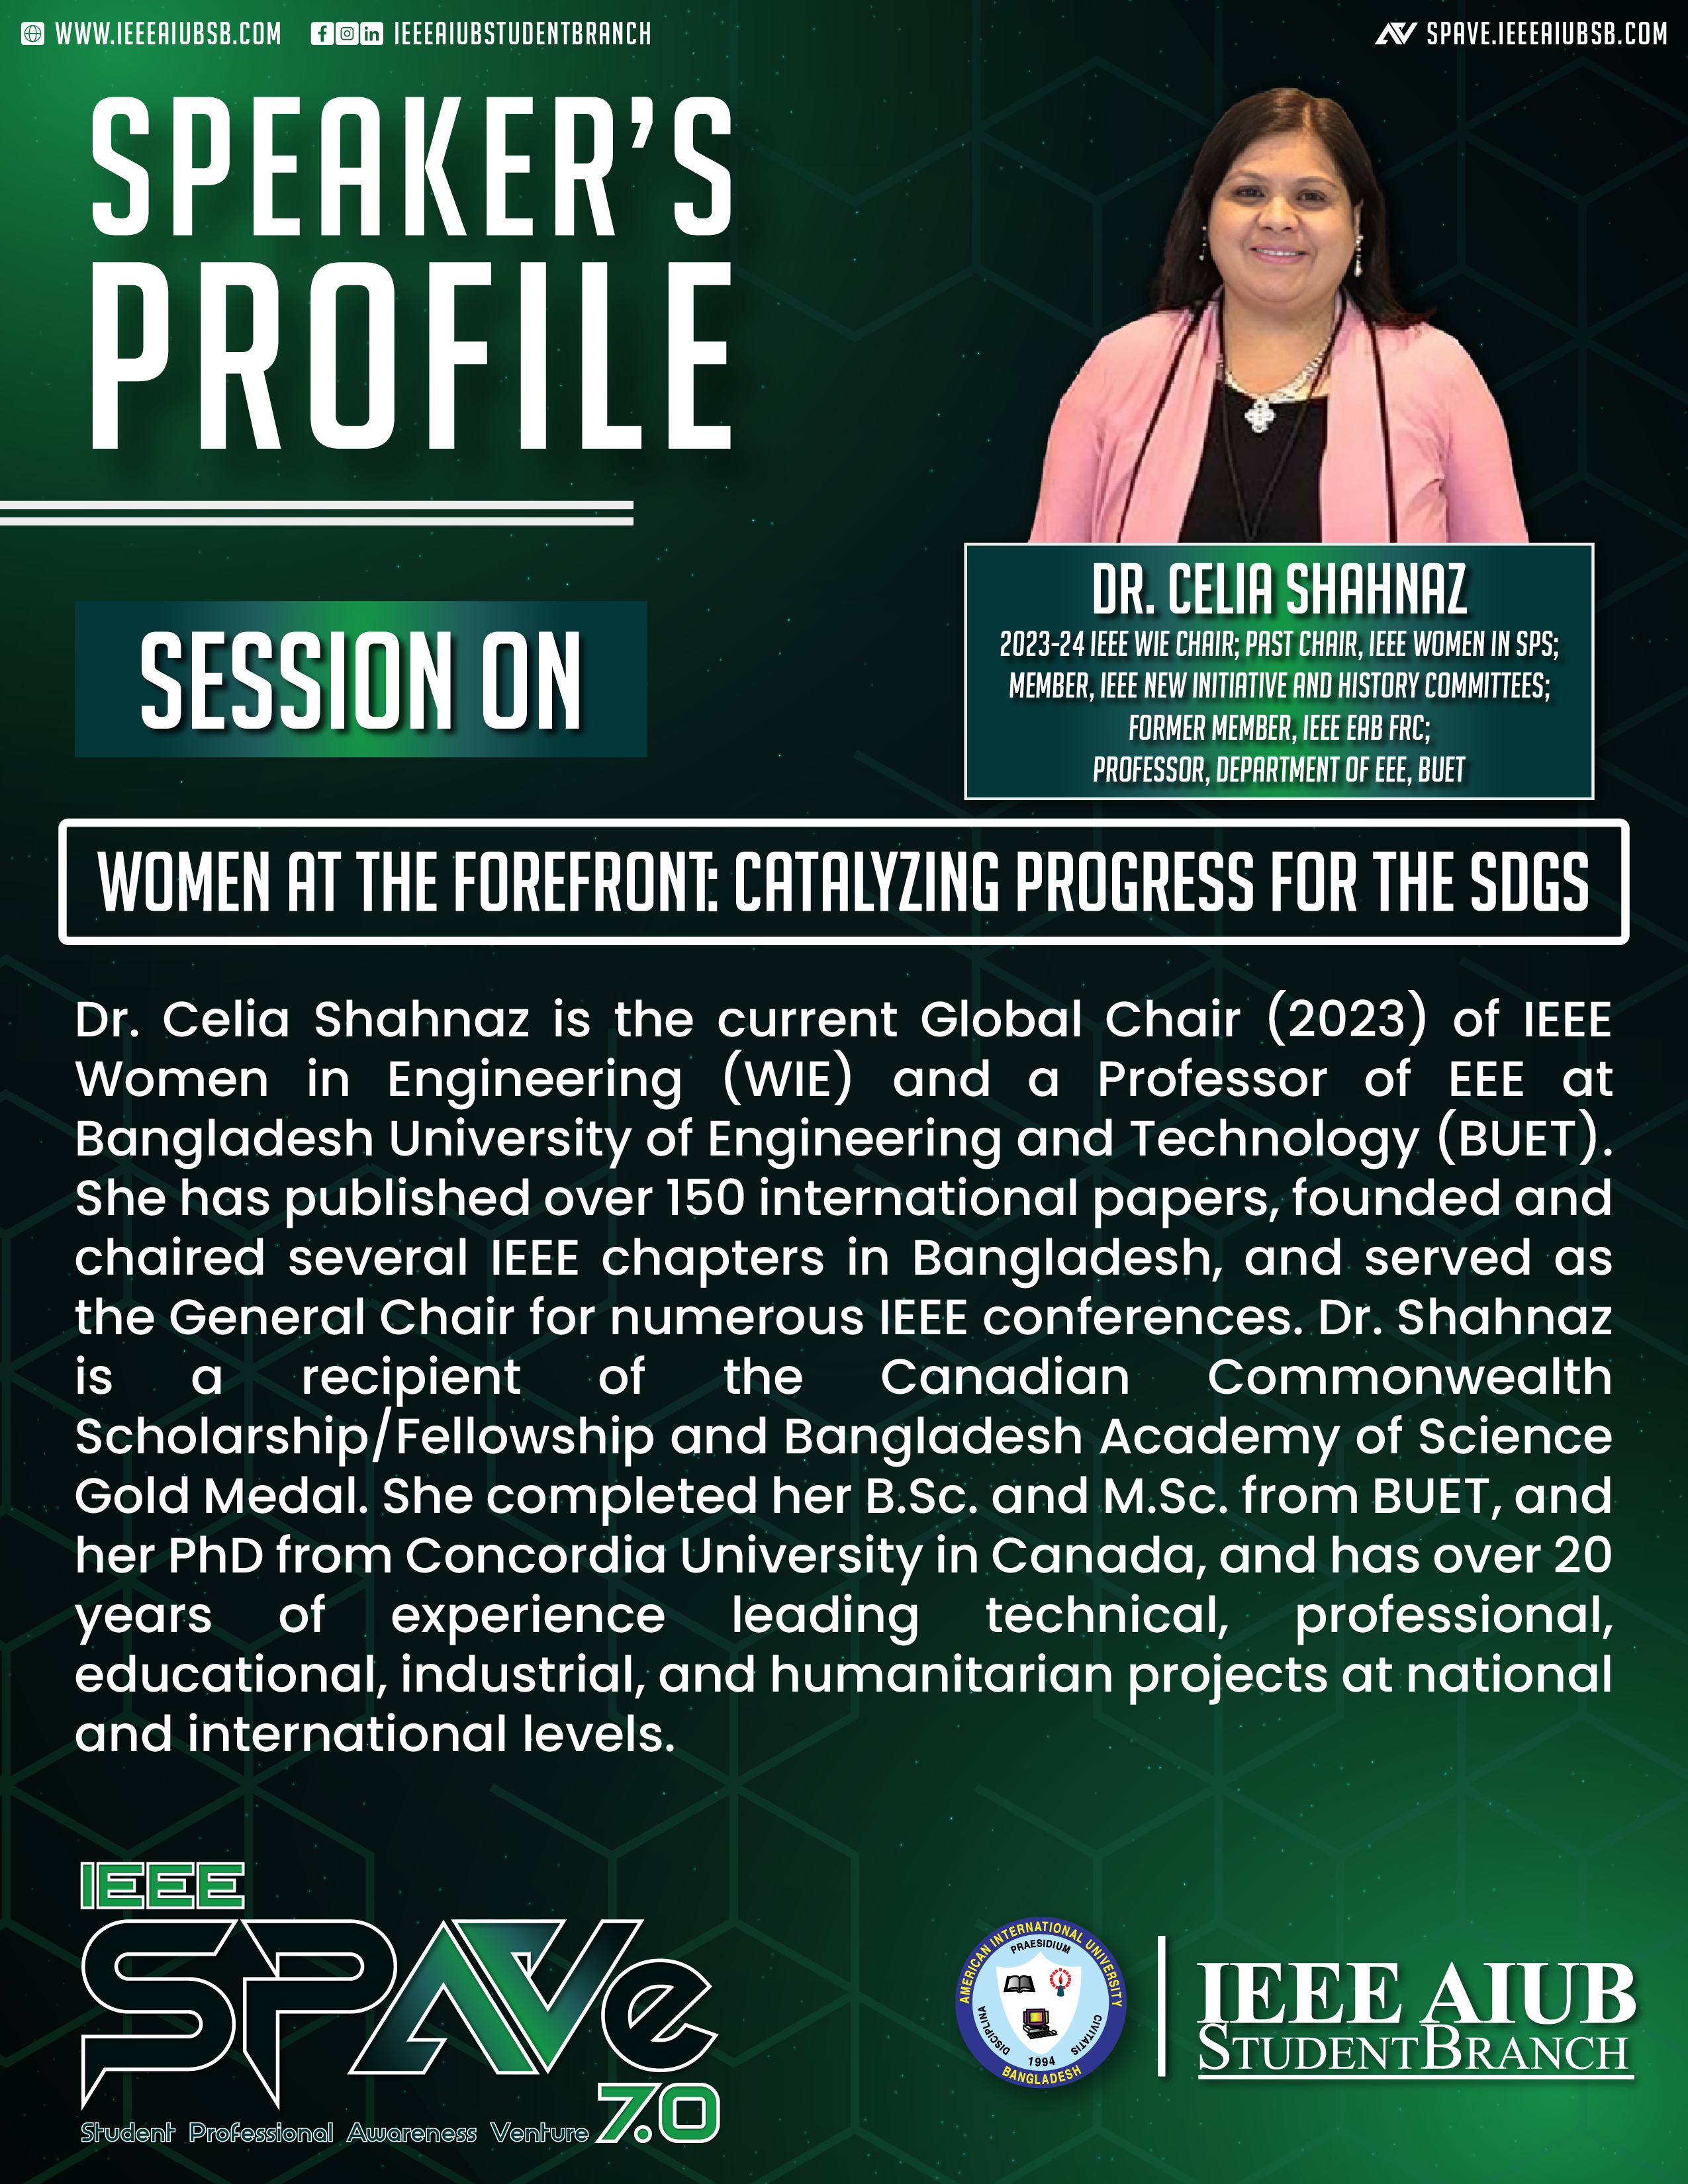 WWW.IEEEAIUBSB.COM
IEEEAIUBSTUDENTBRANCH
SPAVE.IEEEAIUBSB.COM
SPEAKER'S
PROFILE
DR. CELIA SHAHNAZ
2023-24 IEEE WIE CHAIR; PAST CHAIR, IEEE WOMEN IN SPS;
MEMBER, IEEE NEW INITIATIVE AND HISTORY COMMITTEES;
FORMER MEMBER, IEEE EAB FRC;
PROFESSOR, DEPARTMENT OF EEE, BUET
SESSION ON
WOMEN AT THE FOREFRONT: CATALYZING PROGRESS FOR THE SDGS
Dr. Celia Shahnaz is the current Global Chair (2023) of IEEE
Women in Engineering (WIE) and a Professor of EEE at
Bangladesh University of Engineering and Technology (BUET).
She has published over 150 international papers, founded and
chaired several IEEE chapters in Bangladesh, and served as
the General Chair for numerous IEEE conferences. Dr. Shahnaz
is a recipient of the Canadian Commonwealth
Scholarship/Fellowship and Bangladesh Academy of Science
Gold Medal. She completed her B.Sc. and M.Sc. from BUET, and
her PhD from Concordia University in Canada, and has over 20
years of experience leading technical, professional,
educational, industrial, and humanitarian projects at national
and international levels.
IEEE
SPAVe
7.0
Student Professional Awareness Venture
AMERICAN INTERNATIONAL UNIVERSITY
PRAESIDIUM
DISCIPLINA
CIVITATIS
1994
BANGLADESH
IEEE AIUB
STUDENTBRANCH